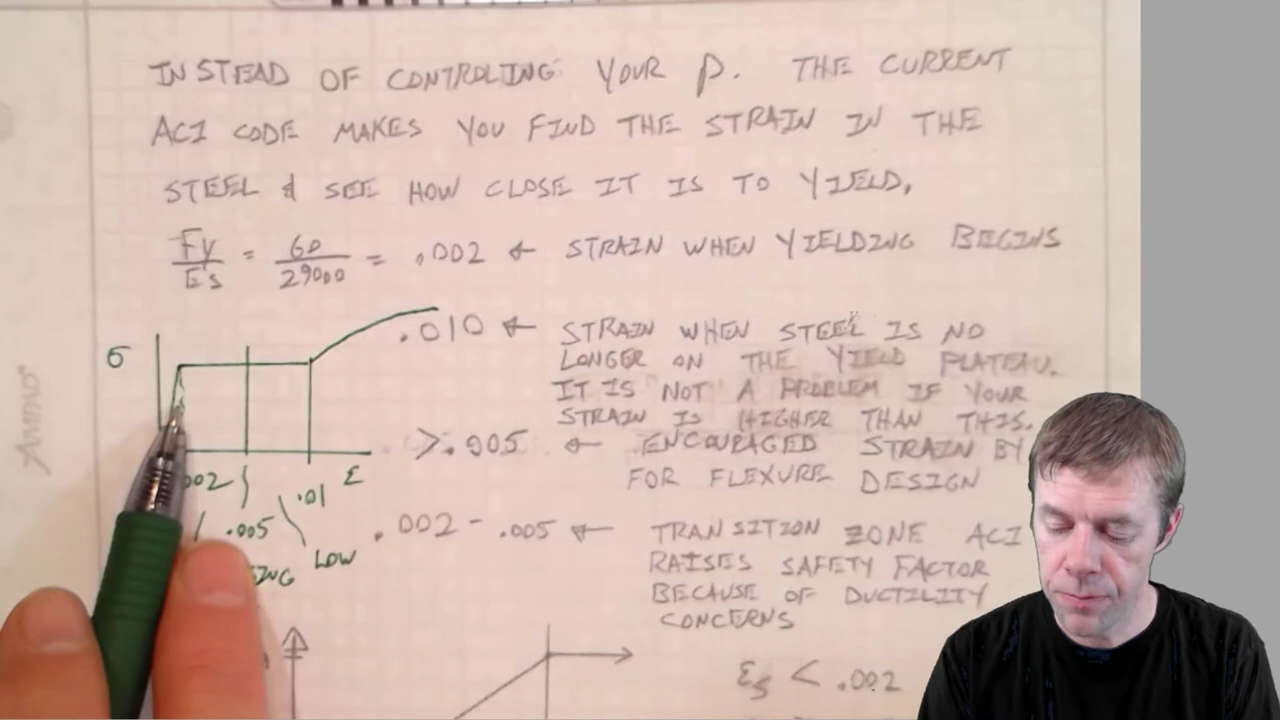 INSTEAD OF CONTROLING YOUR ρ. THE CURRENT
ACI CODE MAKES YOU FIND THE STRAIN IN THE
STEEL & SEE HOW CLOSE IT IS TO YIELD.
Fy/Es = 60/29000 = .002 ← STRAIN WHEN YIELDING BEGINS
.010 ← STRAIN WHEN STEEL IS NO
LONGER ON THE YIELD PLATEAU.
IT IS NOT A PROBLEM IF YOUR
STRAIN IS HIGHER THAN THIS.
>.005 ← ENCOURAGED STRAIN BY
FOR FLEXURE DESIGN
.002 - .005 ← TRANSITION ZONE ACI
RAISES SAFETY FACTOR
BECAUSE OF DUCTILITY
CONCERNS
εs < .002
σ
002
.005
.01
ε
LOW
AMPAD